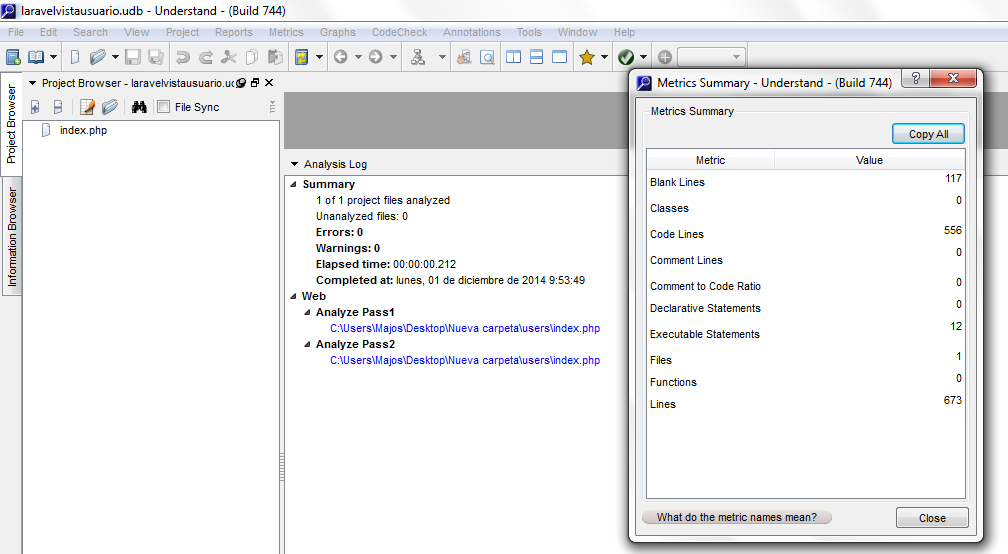 laravelvistausuario.udb - Understand - (Build 744)
File Edit Search View Project Reports Metrics Graphs CodeCheck Annotations Tools Window Help
Project Browser
Information Browser
Project Browser - laravelvistausuario.ud
File Sync
index.php
Analysis Log
Summary
1 of 1 project files analyzed
Unanalyzed files: 0
Errors: 0
Warnings: 0
Elapsed time: 00:00:00.212
Completed at: lunes, 01 de diciembre de 2014 9:53:49
Web
Analyze Pass1
C:\Users\Majos\Desktop\Nueva carpeta\users\index.php
Analyze Pass2
C:\Users\Majos\Desktop\Nueva carpeta\users\index.php
Metrics Summary - Understand - (Build 744)
Metrics Summary
Copy All
Metric Value
Blank Lines 117
Classes 0
Code Lines 556
Comment Lines 0
Comment to Code Ratio 0
Declarative Statements 0
Executable Statements 12
Files 1
Functions 0
Lines 673
What do the metric names mean?
Close